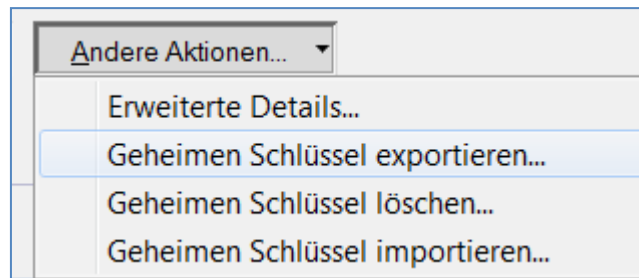 Andere Aktionen...
Erweiterte Details...
Geheimen Schlüssel exportieren...
Geheimen Schlüssel löschen...
Geheimen Schlüssel importieren...